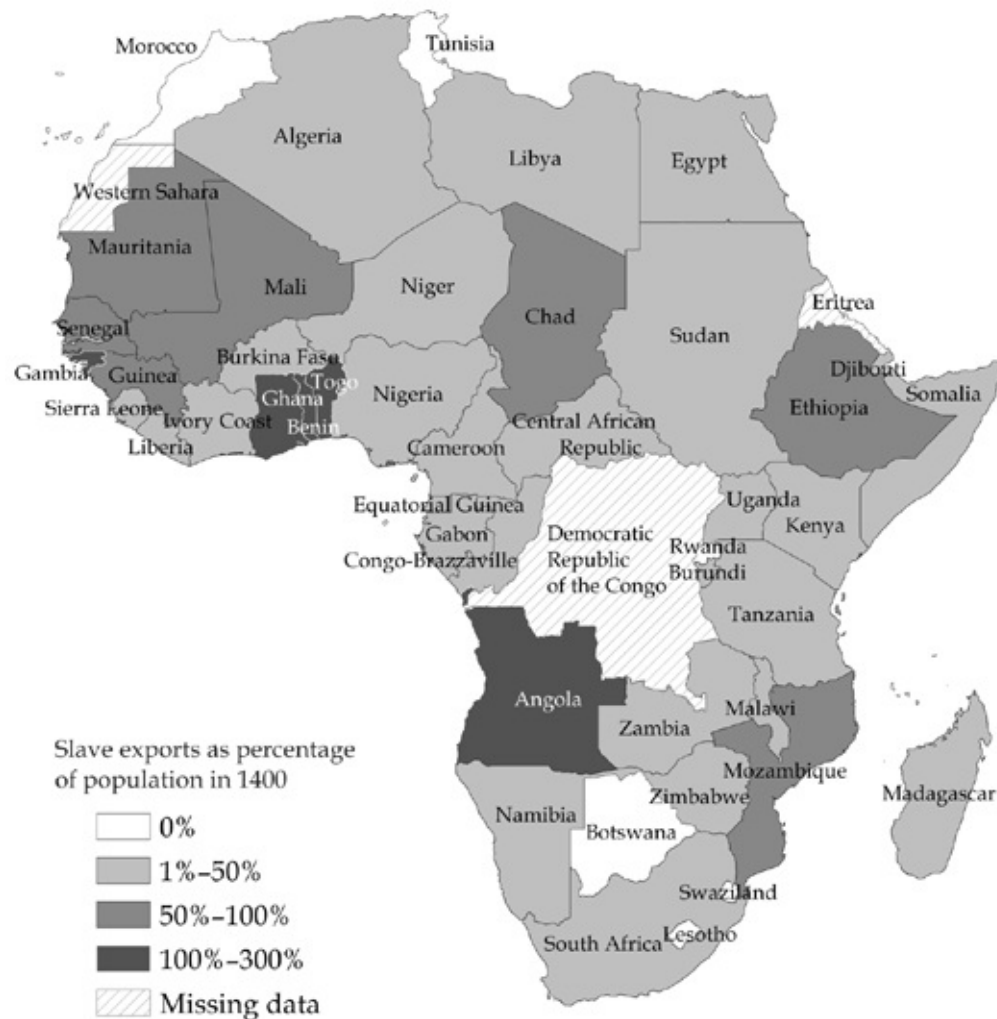 Morocco
Tunisia
Algeria
Libya
Egypt
Western Sahara
Mauritania
Mali
Niger
Chad
Sudan
Eritrea
Senegal
Gambia
Guinea
Burkina Faso
Togo
Ghana
Benin
Nigeria
Djibouti
Somalia
Ethiopia
Sierra Leone
Ivory Coast
Liberia
Cameroon
Central African
Republic
Equatorial Guinea
Gabon
Congo-Brazzaville
Democratic
Republic
of the Congo
Uganda
Kenya
Rwanda
Burundi
Tanzania
Angola
Zambia
Malawi
Mozambique
Zimbabwe
Madagascar
Namibia
Botswana
Swaziland
Lesotho
South Africa
Slave exports as percentage
of population in 1400
0%
1%–50%
50%–100%
100%–300%
Missing data